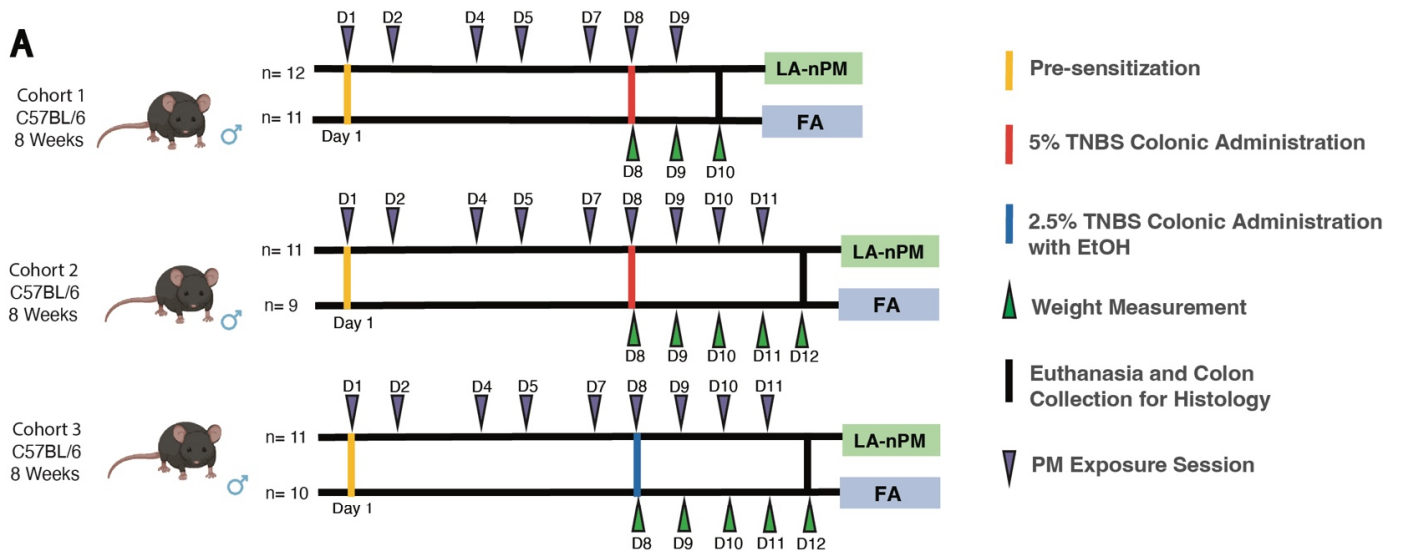 A
D1 D2 D4 D5 D7 D8 D9
n= 12
LA-nPM
Cohort 1
C57BL/6
8 Weeks
n= 11
FA
Day 1
D8 D9 D10
D1 D2 D4 D5 D7 D8 D9 D10 D11
n= 11
LA-nPM
Cohort 2
C57BL/6
8 Weeks
n= 9
FA
Day 1
D8 D9 D10 D11 D12
D1 D2 D4 D5 D7 D8 D9 D10 D11
n= 11
LA-nPM
Cohort 3
C57BL/6
8 Weeks
n= 10
FA
Day 1
D8 D9 D10 D11 D12
Pre-sensitization
5% TNBS Colonic Administration
2.5% TNBS Colonic Administration
with EtOH
Weight Measurement
Euthanasia and Colon
Collection for Histology
PM Exposure Session